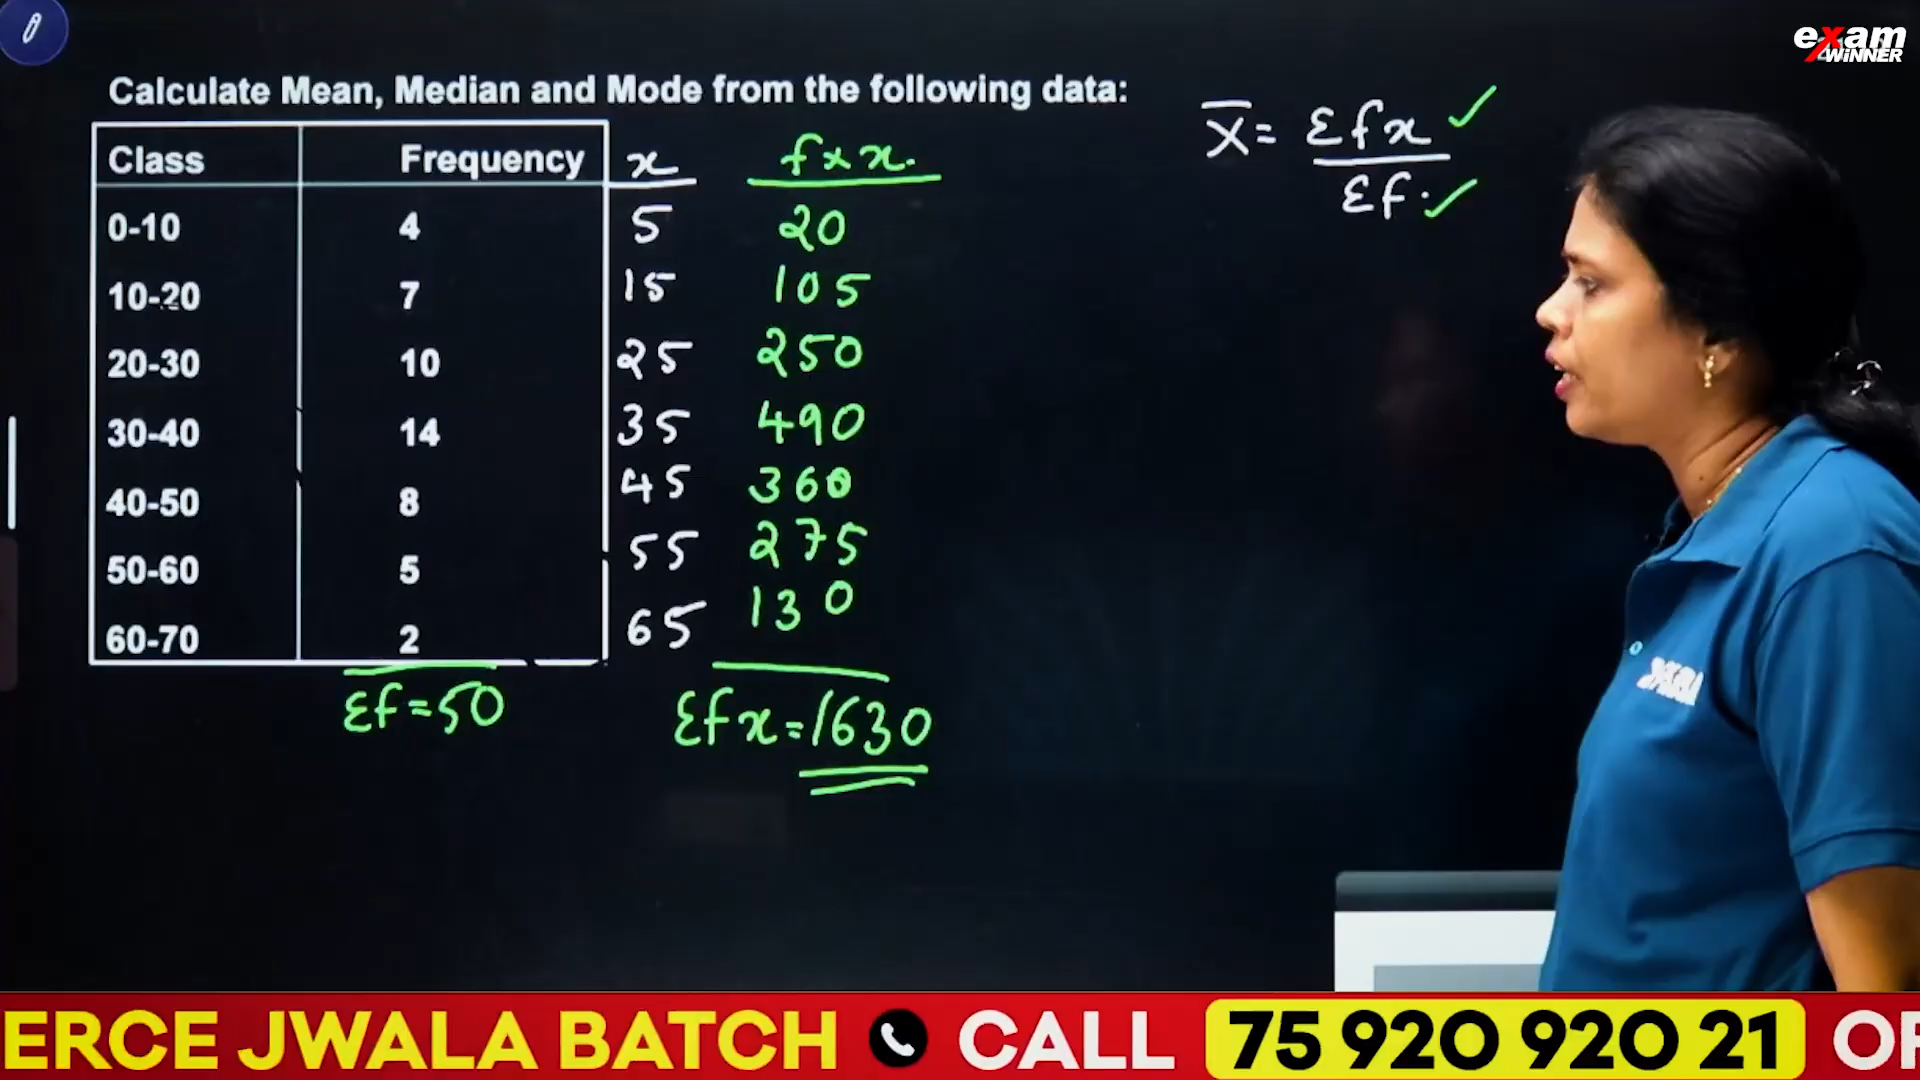 exam
WiNNER
Calculate Mean, Median and Mode from the following data:
Class Frequency x f×x.
0-10 4 5 20
10-20 7 15 105
20-30 10 25 250
30-40 14 35 490
40-50 8 45 360
50-60 5 55 275
60-70 2 65 130
Σf=50 Σfx=1630
X̅ = Σfx ✓
Σf. ✓
ERCE JWALA BATCH CALL 75 920 920 21 OF